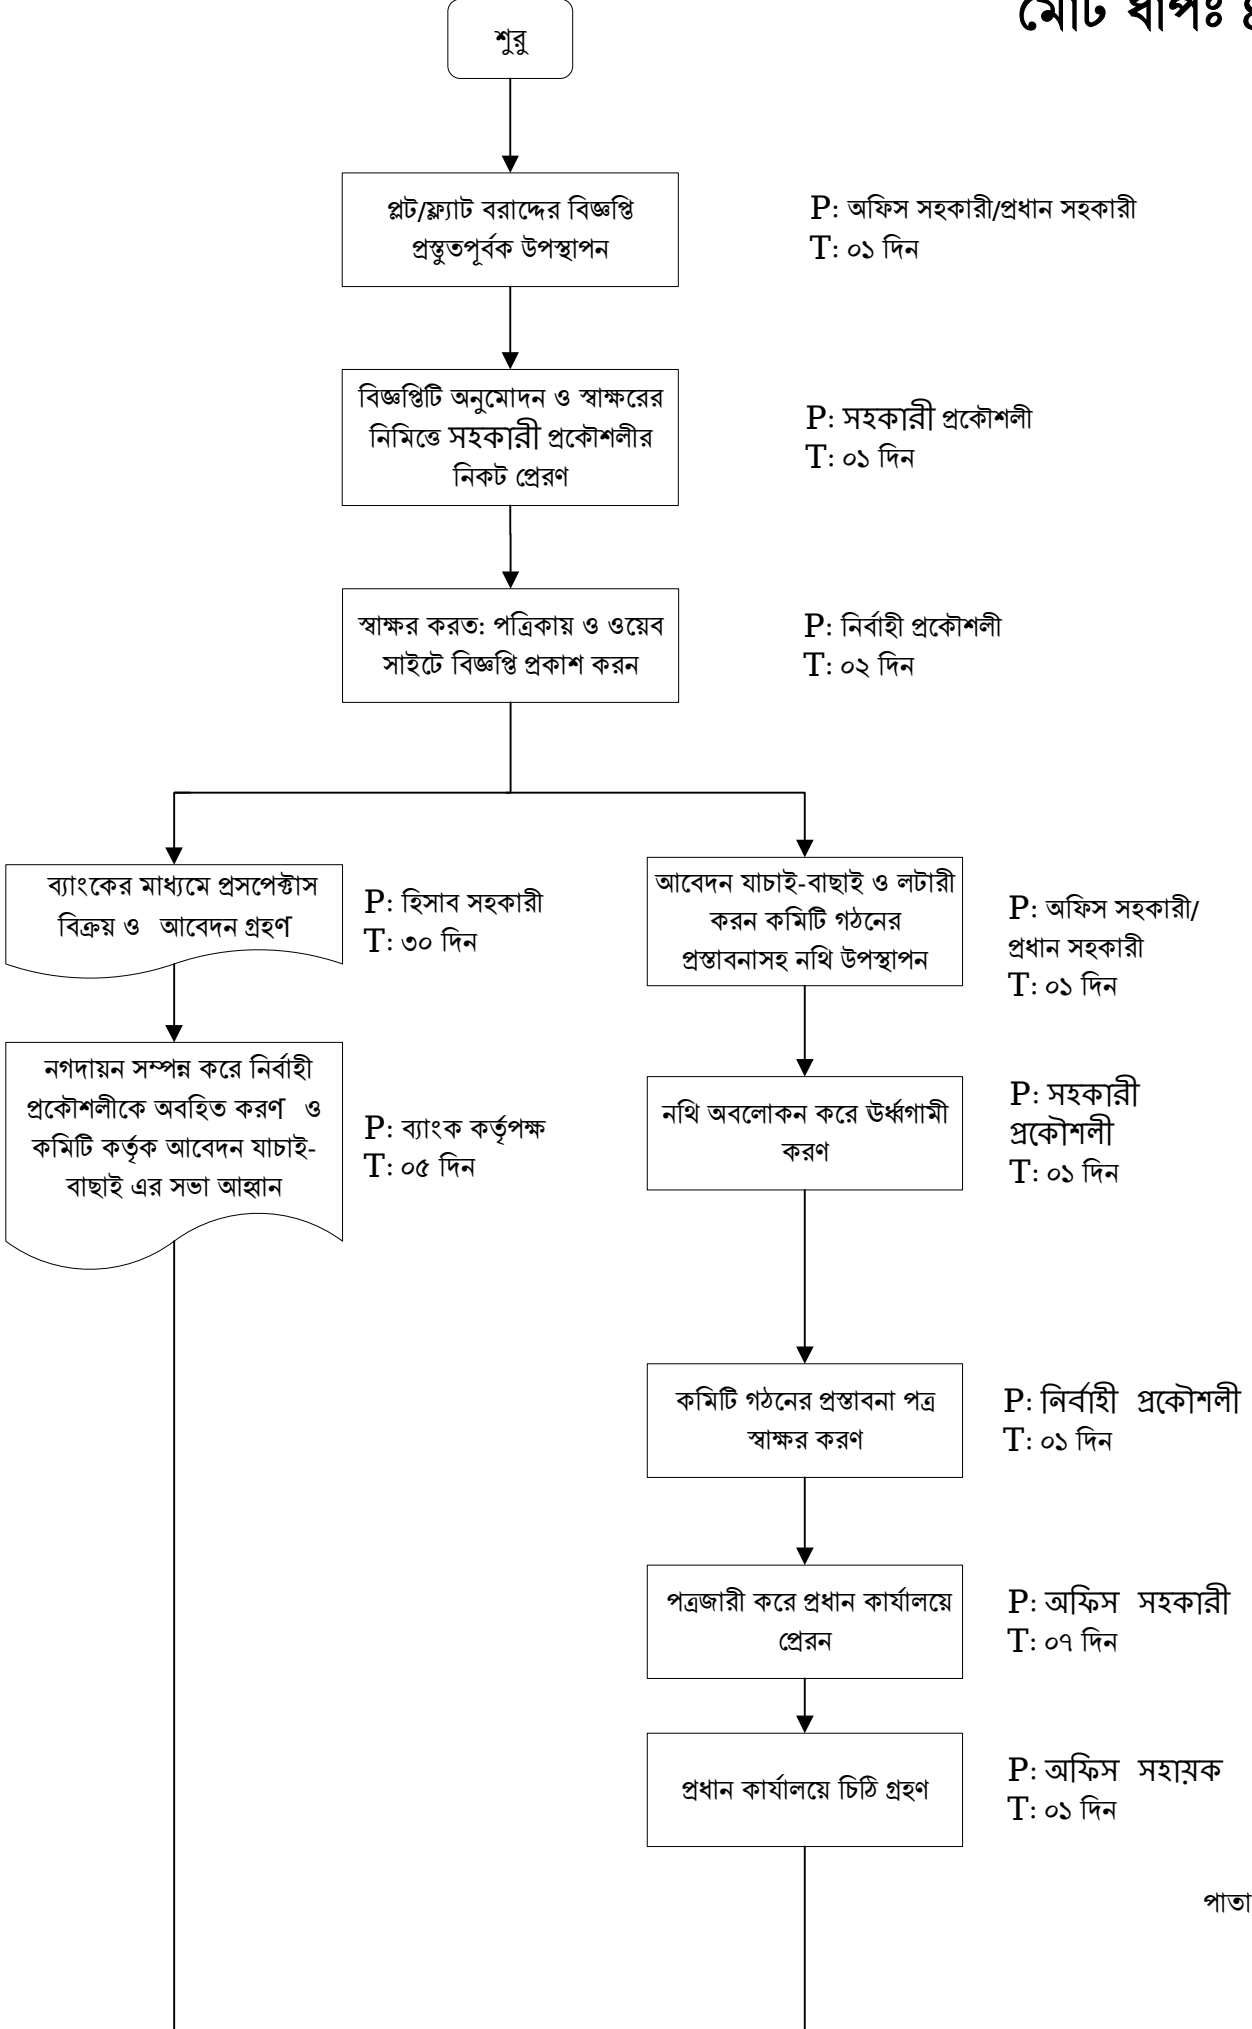 মোট ধাপঃ
শুরু
প্লট/ফ্ল্যাট বরাদ্দের বিজ্ঞপ্তি
প্রস্তুতপূর্বক উপস্থাপন
P: অফিস সহকারী/প্রধান সহকারী
T: ০১ দিন
বিজ্ঞপ্তিটি অনুমোদন ও স্বাক্ষরের
নিমিত্তে সহকারী প্রকৌশলীর
নিকট প্রেরণ
P: সহকারী প্রকৌশলী
T: ০১ দিন
স্বাক্ষর করত: পত্রিকায় ও ওয়েব
সাইটে বিজ্ঞপ্তি প্রকাশ করন
P: নির্বাহী প্রকৌশলী
T: ০২ দিন
ব্যাংকের মাধ্যমে প্রসপেক্টাস
বিক্রয় ও আবেদন গ্রহণ
P: হিসাব সহকারী
T: ৩০ দিন
আবেদন যাচাই-বাছাই ও লটারী
করন কমিটি গঠনের
প্রস্তাবনাসহ নথি উপস্থাপন
P: অফিস সহকারী/
প্রধান সহকারী
T: ০১ দিন
নগদায়ন সম্পন্ন করে নির্বাহী
প্রকৌশলীকে অবহিত করণ ও
কমিটি কর্তৃক আবেদন যাচাই-
বাছাই এর সভা আহ্বান
P: ব্যাংক কর্তৃপক্ষ
T: ০৫ দিন
নথি অবলোকন করে ঊর্ধ্বগামী
করণ
P: সহকারী
প্রকৌশলী
T: ০১ দিন
কমিটি গঠনের প্রস্তাবনা পত্র
স্বাক্ষর করণ
P: নির্বাহী প্রকৌশলী
T: ০১ দিন
পত্রজারী করে প্রধান কার্যালয়ে
প্রেরন
P: অফিস সহকারী
T: ০৭ দিন
প্রধান কার্যালয়ে চিঠি গ্রহণ
P: অফিস সহায়ক
T: ০১ দিন
পাতা